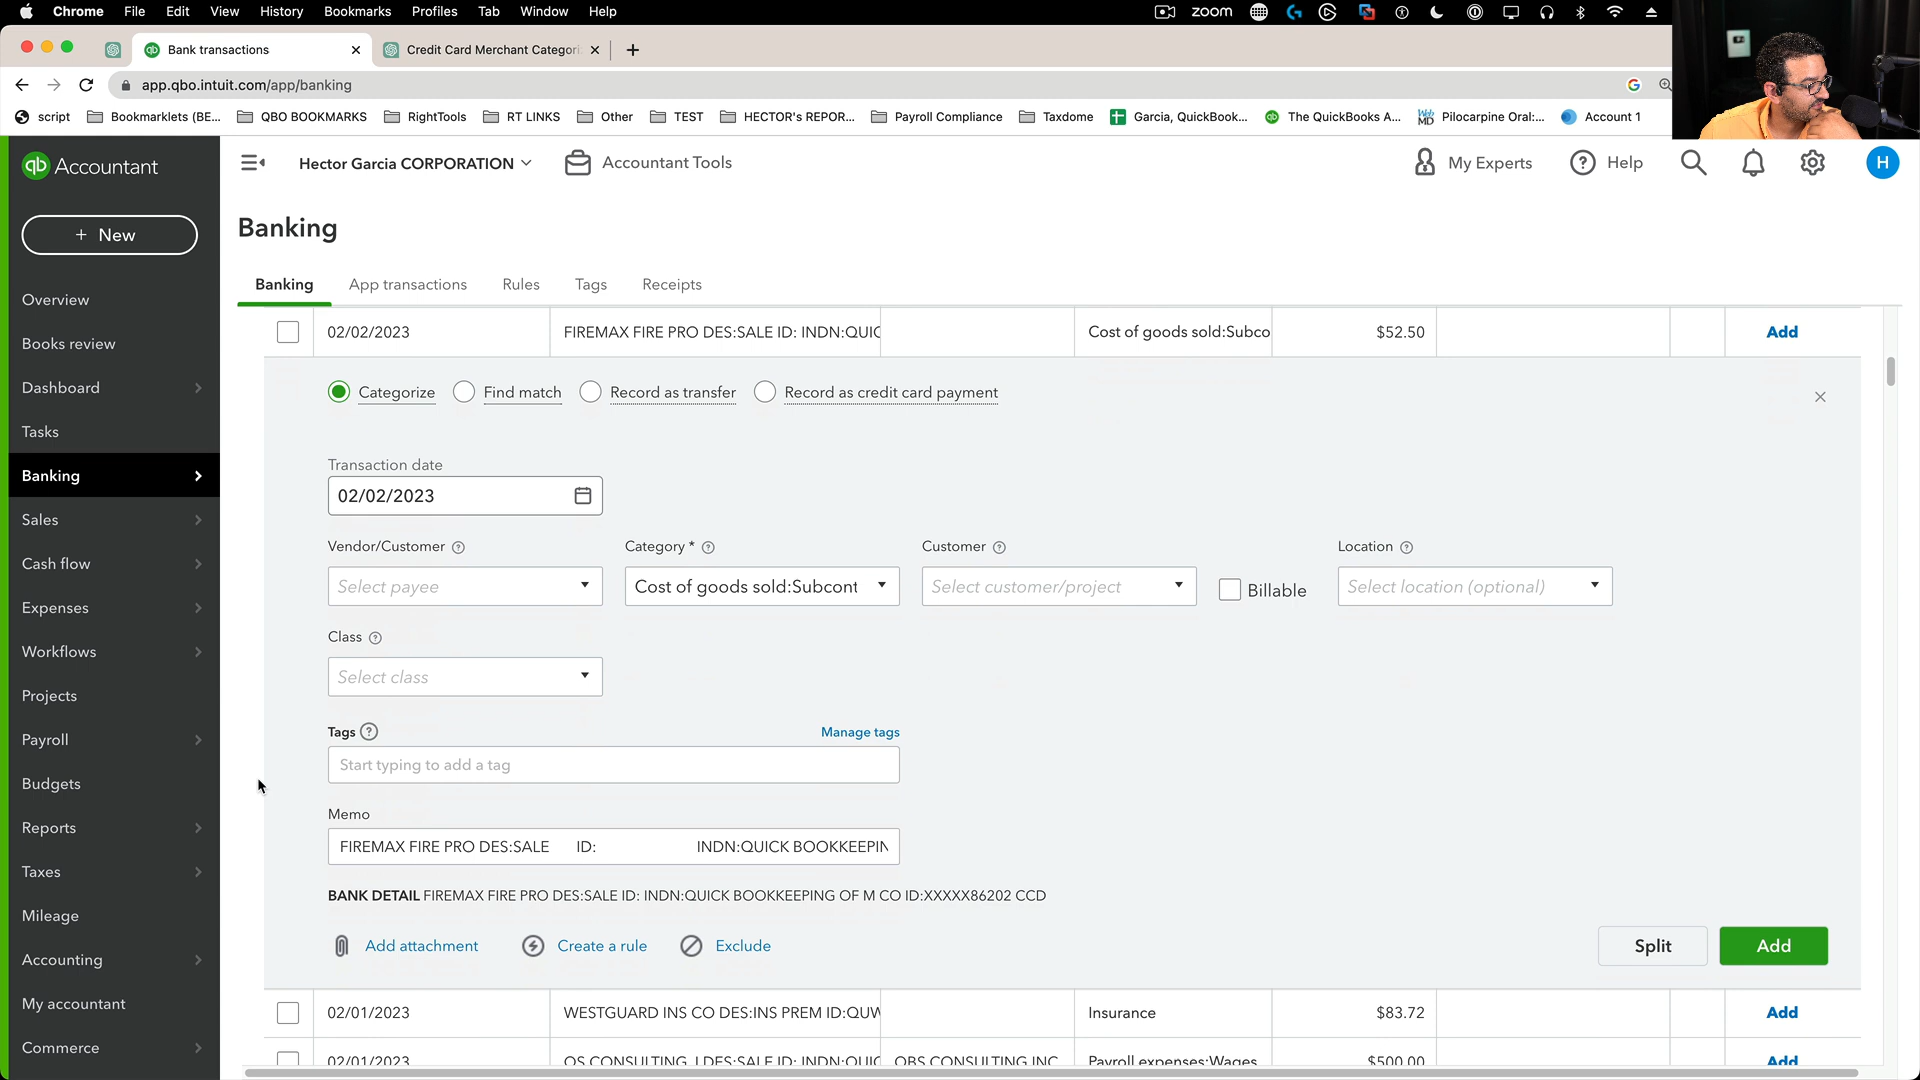 Chrome File Edit View History Bookmarks Profiles Tab Window Help zoom
Bank transactions Credit Card Merchant Categori
app.qbo.intuit.com/app/banking
script Bookmarklets (BE... QBO BOOKMARKS RightTools RT LINKS Other TEST HECTOR's REPOR... Payroll Compliance Taxdome Garcia, QuickBook... The QuickBooks A... Pilocarpine Oral:... Account 1
qb Accountant
Hector Garcia CORPORATION Accountant Tools My Experts Help H
+ New
Banking
Banking App transactions Rules Tags Receipts
Overview
Books review
Dashboard
Tasks
Banking
Sales
Cash flow
Expenses
Workflows
Projects
Payroll
Budgets
Reports
Taxes
Mileage
Accounting
My accountant
Commerce
02/02/2023 FIREMAX FIRE PRO DES:SALE ID: INDN:QUIC Cost of goods sold:Subco $52.50 Add
Categorize Find match Record as transfer Record as credit card payment
Transaction date
02/02/2023
Vendor/Customer Category * Customer Location
Select payee Cost of goods sold:Subcont Select customer/project Billable Select location (optional)
Class
Select class
Tags Manage tags
Start typing to add a tag
Memo
FIREMAX FIRE PRO DES:SALE ID: INDN:QUICK BOOKKEEPIN
BANK DETAIL FIREMAX FIRE PRO DES:SALE ID: INDN:QUICK BOOKKEEPING OF M CO ID:XXXXX86202 CCD
Add attachment Create a rule Exclude Split Add
02/01/2023 WESTGUARD INS CO DES:INS PREM ID:QUW Insurance $83.72 Add
02/01/2023 OS CONSULTING, I DES:SALE ID: INDN:QUIC OBS CONSULTING INC Payroll expenses:Wages $500.00 Add